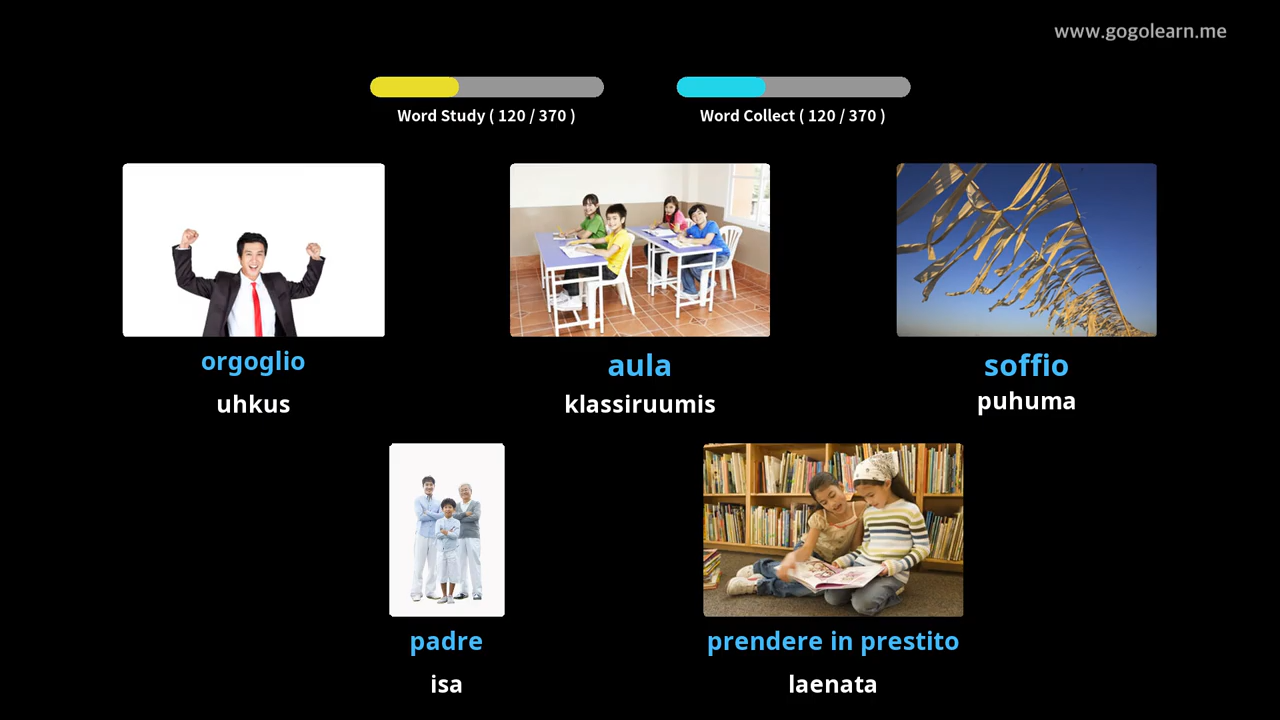 www.gogolearn.me
Word Study ( 120 / 370 )
Word Collect ( 120 / 370 )
orgoglio
uhkus
aula
klassiruumis
soffio
puhuma
padre
isa
prendere in prestito
laenata